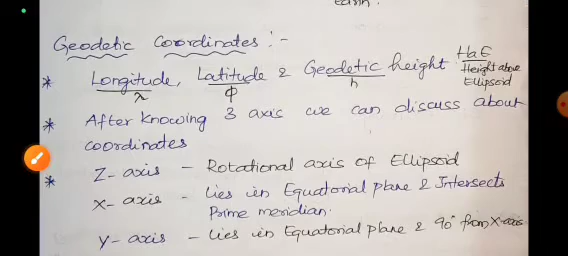 Geodetic Coordinates :-
* Longitude, Latitude & Geodetic height HaE
λ φ h Height above Ellipsoid
* After knowing 3 axis we can discuss about
coordinates
* Z-axis - Rotational axis of Ellipsoid
X-axis - Lies in Equatorial plane & Intersects
Prime meridian.
Y-axis - Lies in Equatorial plane & 90° from X-axis